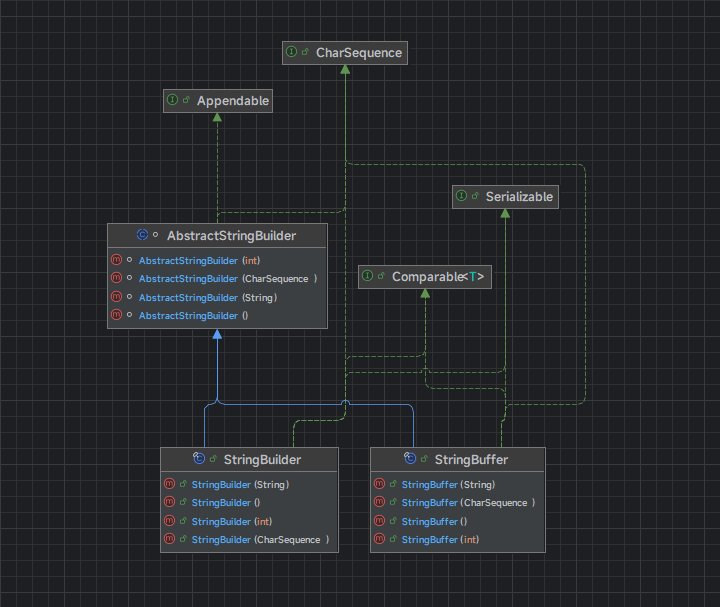 CharSequence
Appendable
Serializable
AbstractStringBuilder
AbstractStringBuilder (int)
AbstractStringBuilder (CharSequence )
AbstractStringBuilder (String)
AbstractStringBuilder ()
Comparable<T>
StringBuilder
StringBuilder (String)
StringBuilder ()
StringBuilder (int)
StringBuilder (CharSequence )
StringBuffer
StringBuffer (String)
StringBuffer (CharSequence )
StringBuffer ()
StringBuffer (int)